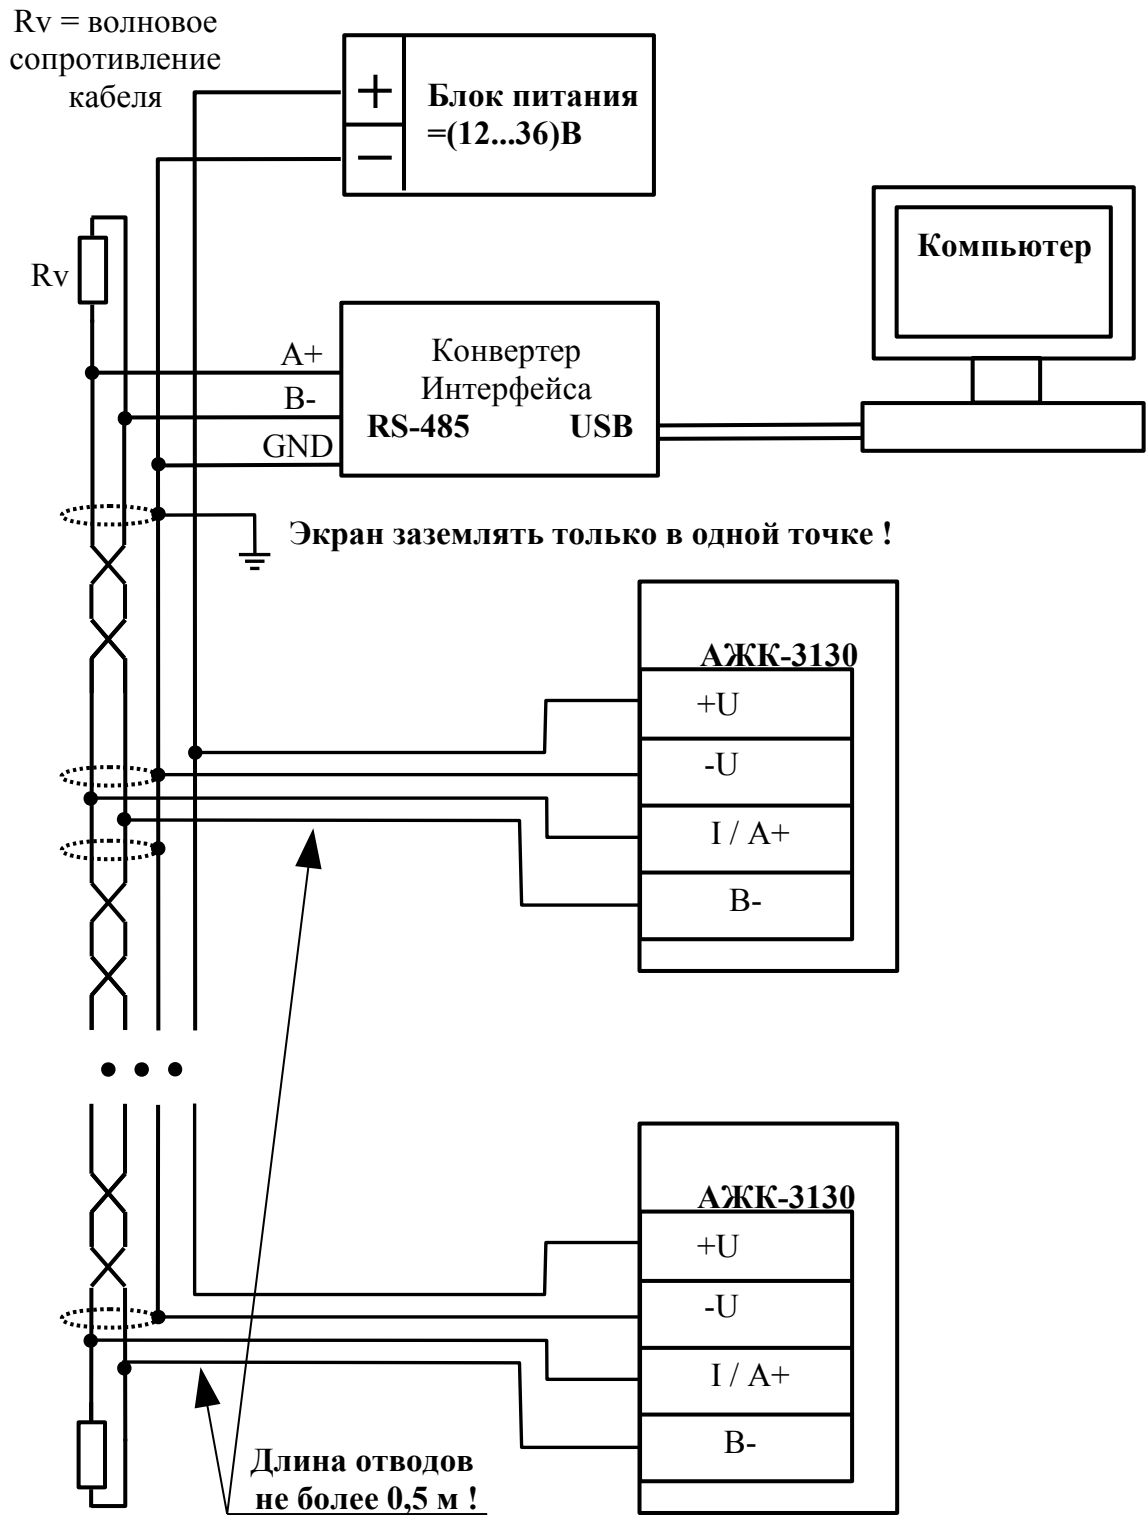 Rv = волновое
сопротивление
кабеля
+
Блок питания
=(12...36)В
−
Компьютер
Rv
A+
Конвертер
B-
Интерфейса
RS-485 USB
GND
Экран заземлять только в одной точке !
АЖК-3130
+U
-U
I / A+
B-
АЖК-3130
+U
-U
I / A+
B-
Длина отводов
не более 0,5 м !